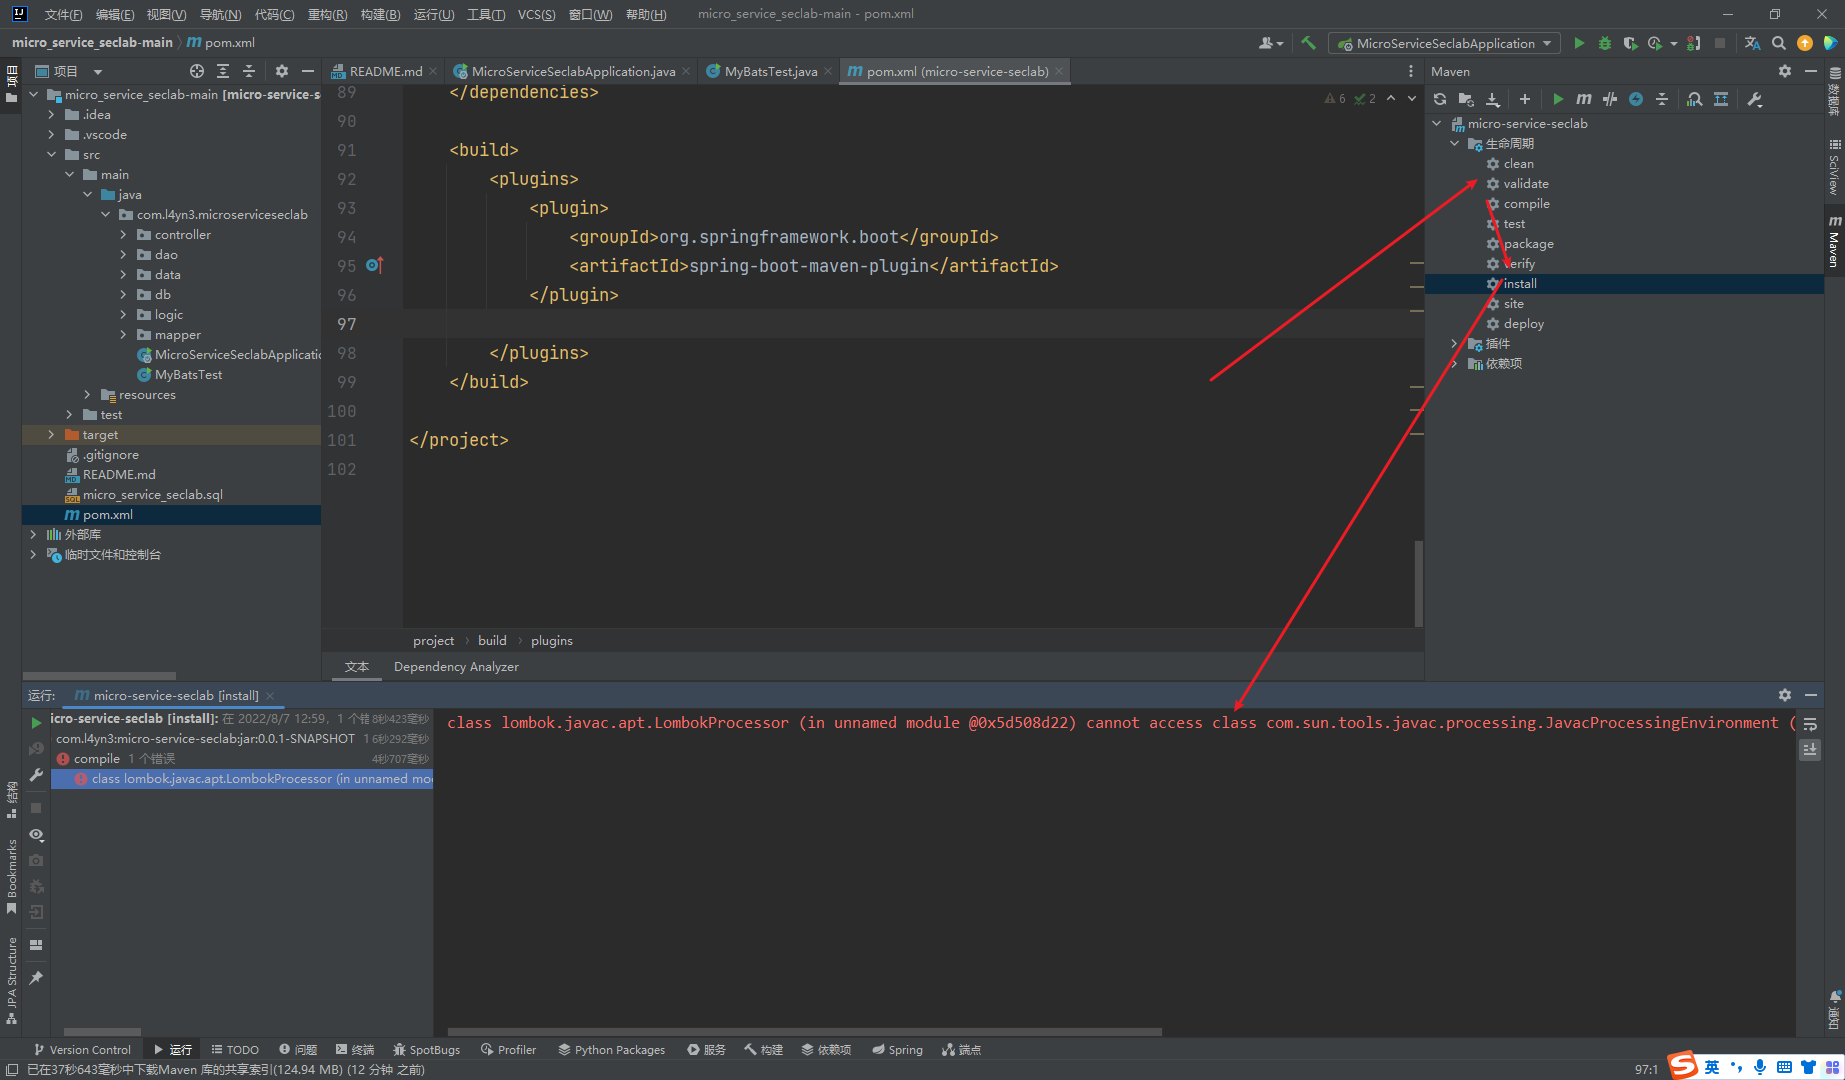 文件(F) 编辑(E) 视图(V) 导航(N) 代码(C) 重构(R) 构建(B) 运行(U) 工具(T) VCS(S) 窗口(W) 帮助(H) micro_service_seclab-main - pom.xml
micro_service_seclab-main pom.xml MicroServiceSeclabApplication
项目 README.md MicroServiceSeclabApplication.java MyBatsTest.java pom.xml (micro-service-seclab) Maven
项目
micro_service_seclab-main [micro-service-s
.idea
.vscode
src
main
java
com.l4yn3.microserviceseclab
controller
dao
data
db
logic
mapper
MicroServiceSeclabApplicatic
MyBatsTest
resources
test
target
.gitignore
README.md
micro_service_seclab.sql
pom.xml
外部库
临时文件和控制台
6 2
89 </dependencies>
90
91 <build>
92 <plugins>
93 <plugin>
94 <groupId>org.springframework.boot</groupId>
95 <artifactId>spring-boot-maven-plugin</artifactId>
96 </plugin>
97
98 </plugins>
99 </build>
100
101 </project>
102
project build plugins
文本 Dependency Analyzer
micro-service-seclab
生命周期
clean
validate
compile
test
package
verify
install
site
deploy
插件
依赖项
数据库
SciView
Maven
通知
运行: micro-service-seclab [install]
icro-service-seclab [install]: 在 2022/8/7 12:59，1 个错 8秒423毫秒
com.l4yn3:micro-service-seclab:jar:0.0.1-SNAPSHOT 1 6秒292毫秒
compile 1 个错误 4秒707毫秒
class lombok.javac.apt.LombokProcessor (in unnamed mo
class lombok.javac.apt.LombokProcessor (in unnamed module @0x5d508d22) cannot access class com.sun.tools.javac.processing.JavacProcessingEnvironment (
结构
Bookmarks
JPA Structure
Version Control 运行 TODO 问题 终端 SpotBugs Profiler Python Packages 服务 构建 依赖项 Spring 端点
已在37秒643毫秒中下载Maven 库的共享索引(124.94 MB) (12 分钟 之前) 97:1 英